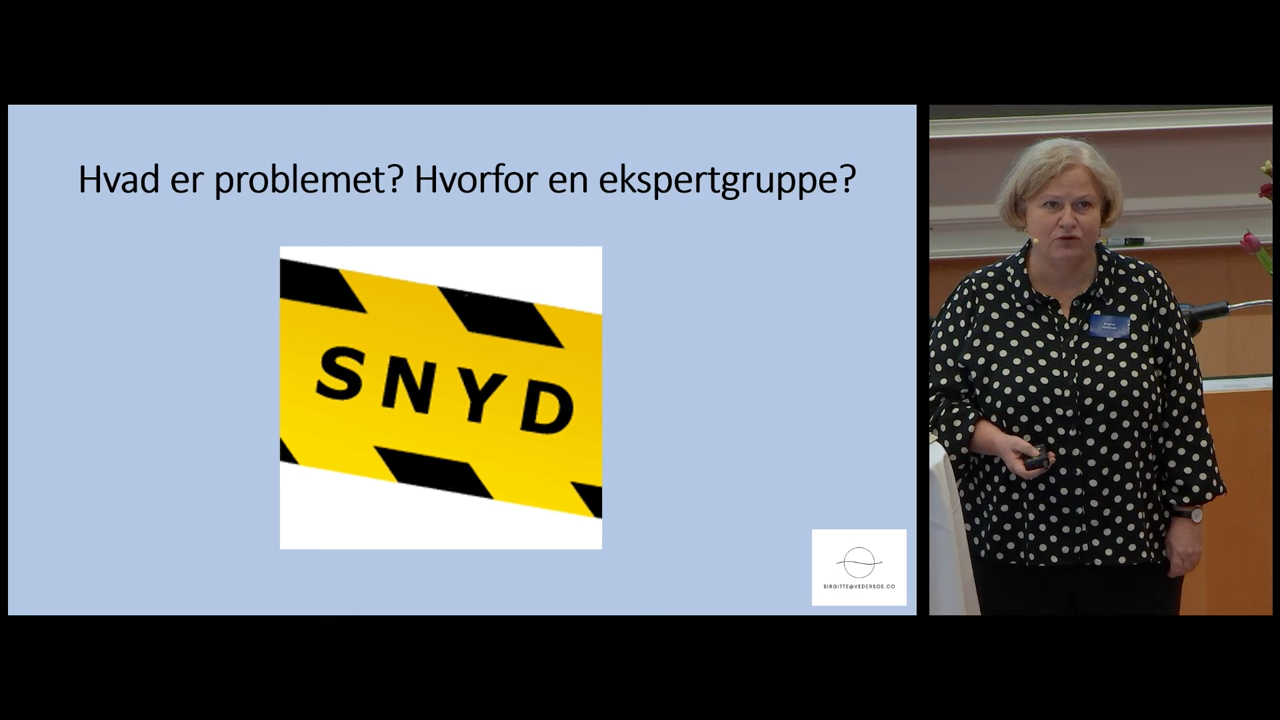 Hvad er problemet? Hvorfor en ekspertgruppe?
SNYD
BIRGITTE@VEDERSOE.CO